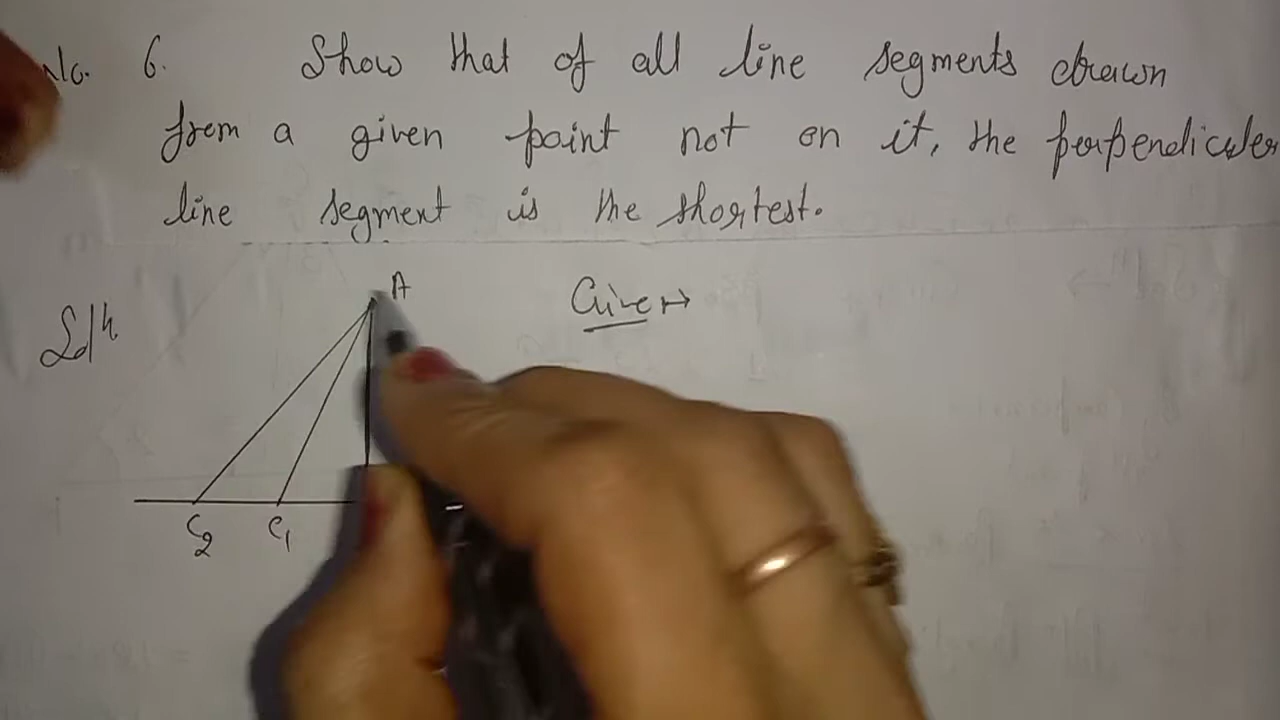 6. Show that of all line segments drawn
from a given point not on it, the perpendicular
line segment is the shortest.
A
Given →
Solⁿ.
C2 C1